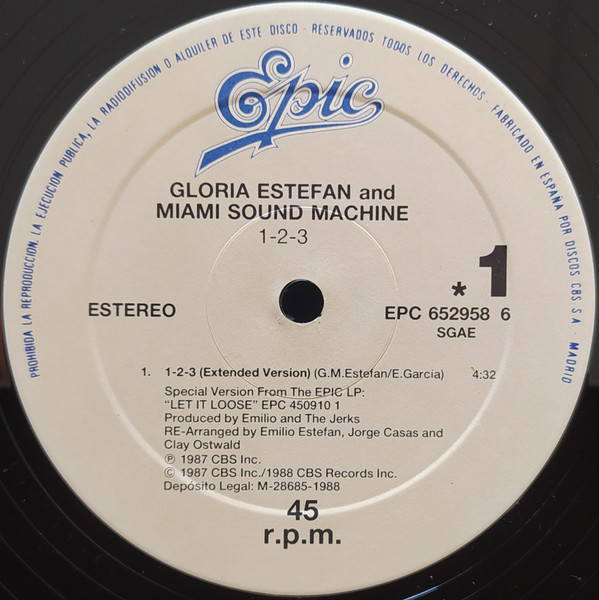 PROHIBIDA LA REPRODUCCION, LA EJECUCION PUBLICA, LA RADIODIFUSION O ALQUILER DE ESTE DISCO · RESERVADOS TODOS LOS DERECHOS · FABRICADO EN ESPAÑA POR DISCOS CBS S A · MADRID
Epic
GLORIA ESTEFAN and
MIAMI SOUND MACHINE
1-2-3
* 1
ESTEREO
EPC 652958 6
SGAE
1. 1-2-3 (Extended Version) (G.M.Estefan/E.García) 4:32
Special Version From The EPIC LP:
“LET IT LOOSE” EPC 450910 1
Produced by Emilio and The Jerks
RE-Arranged by Emilio Estefan, Jorge Casas and
Clay Ostwald
℗ 1987 CBS Inc.
© 1987 CBS Inc./1988 CBS Records Inc.
Depósito Legal: M-28685-1988
45
r.p.m.